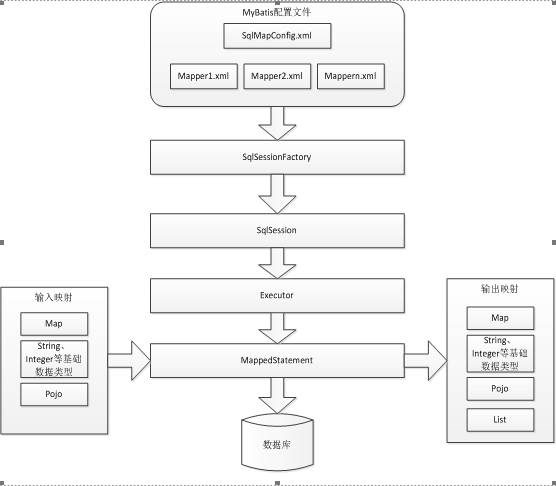 MyBatis配置文件
SqlMapConfig.xml
Mapper1.xml
Mapper2.xml
Mappern.xml
SqlSessionFactory
SqlSession
Executor
输入映射
Map
String、
Integer等基础
数据类型
Pojo
MappedStatement
输出映射
Map
String、
Integer等基础
数据类型
Pojo
List
数据库